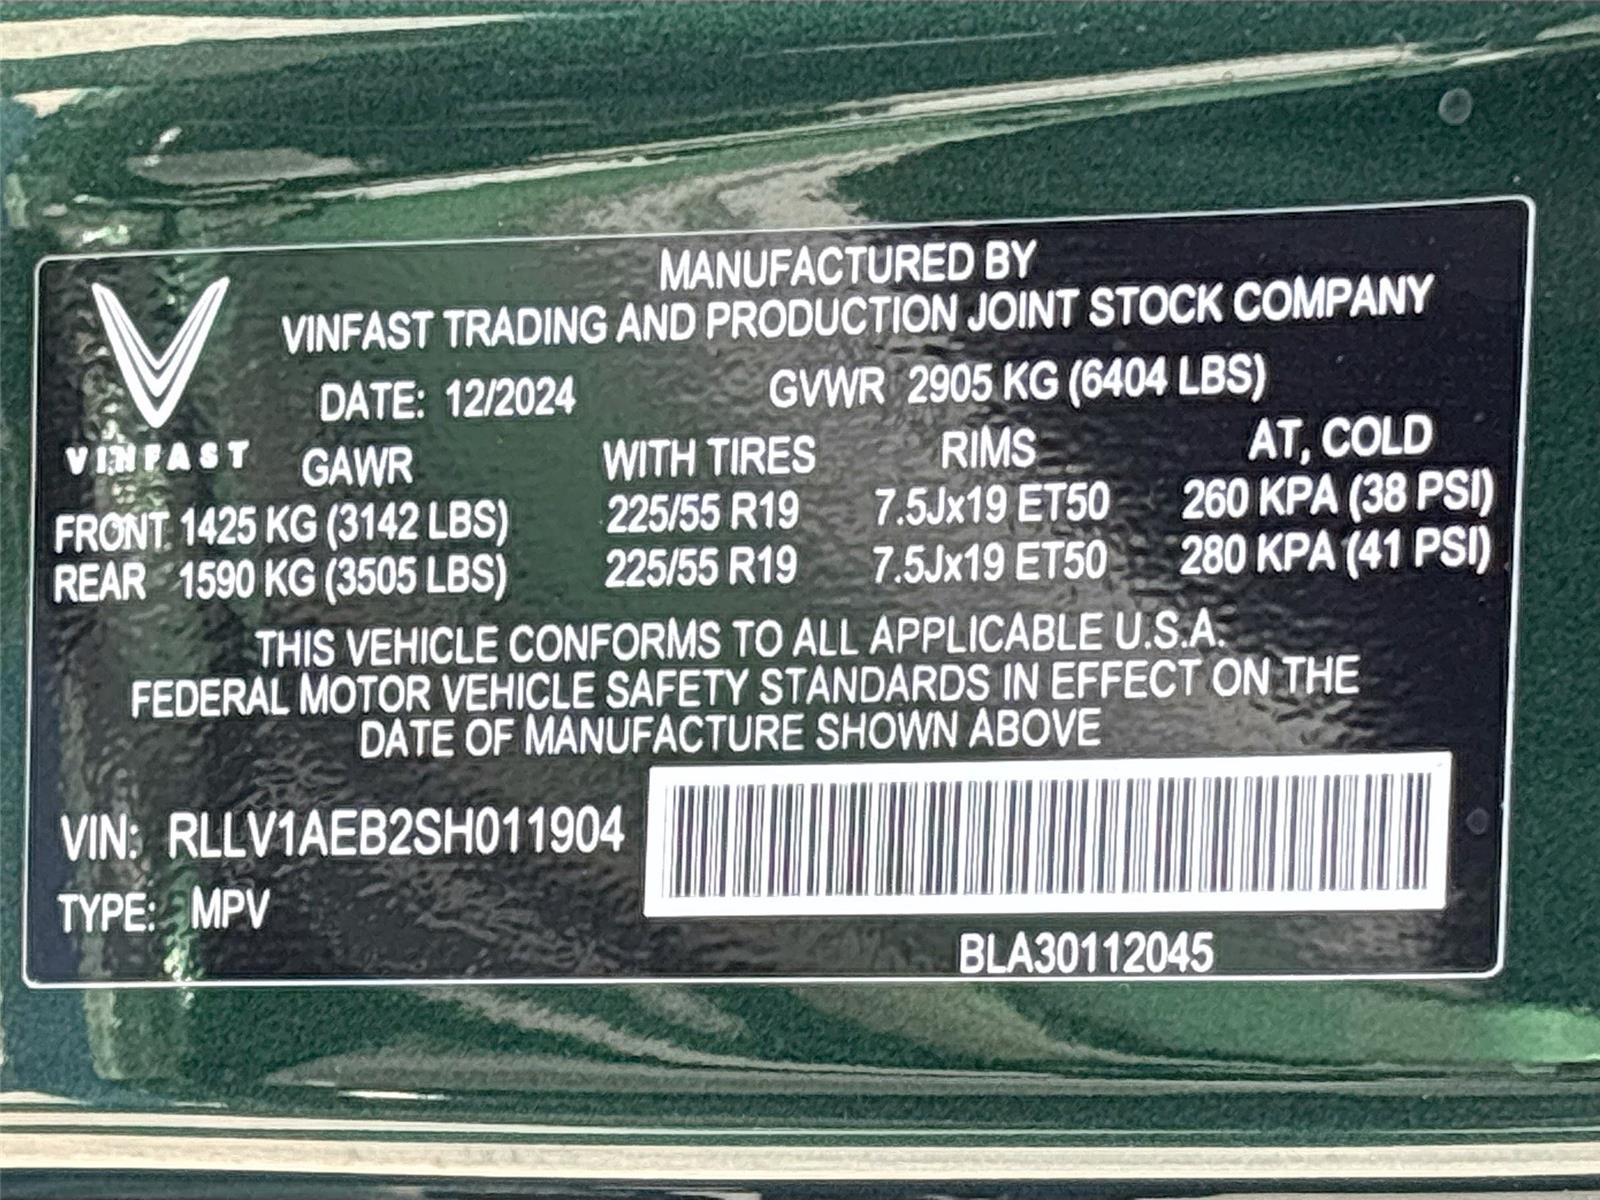 MANUFACTURED BY
VINFAST TRADING AND PRODUCTION JOINT STOCK COMPANY
DATE: 12/2024 GVWR 2905 KG (6404 LBS)
VINFAST
GAWR WITH TIRES RIMS AT, COLD
FRONT 1425 KG (3142 LBS) 225/55 R19 7.5Jx19 ET50 260 KPA (38 PSI)
REAR 1590 KG (3505 LBS) 225/55 R19 7.5Jx19 ET50 280 KPA (41 PSI)
THIS VEHICLE CONFORMS TO ALL APPLICABLE U.S.A.
FEDERAL MOTOR VEHICLE SAFETY STANDARDS IN EFFECT ON THE
DATE OF MANUFACTURE SHOWN ABOVE
VIN: RLLV1AEB2SH011904
TYPE: MPV
BLA30112045